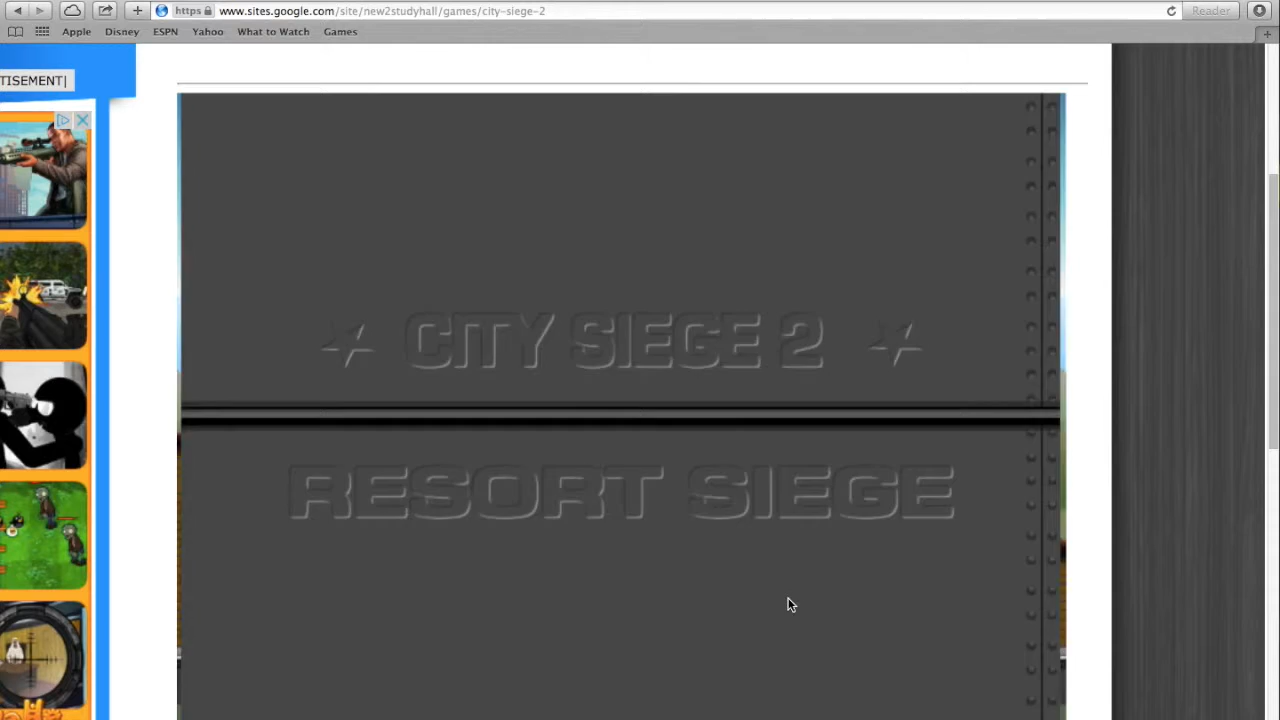 https www.sites.google.com/site/new2studyhall/games/city-siege-2
Reader
Apple Disney ESPN Yahoo What to Watch Games
TISEMENT|
CITY SIEGE 2
RESORT SIEGE